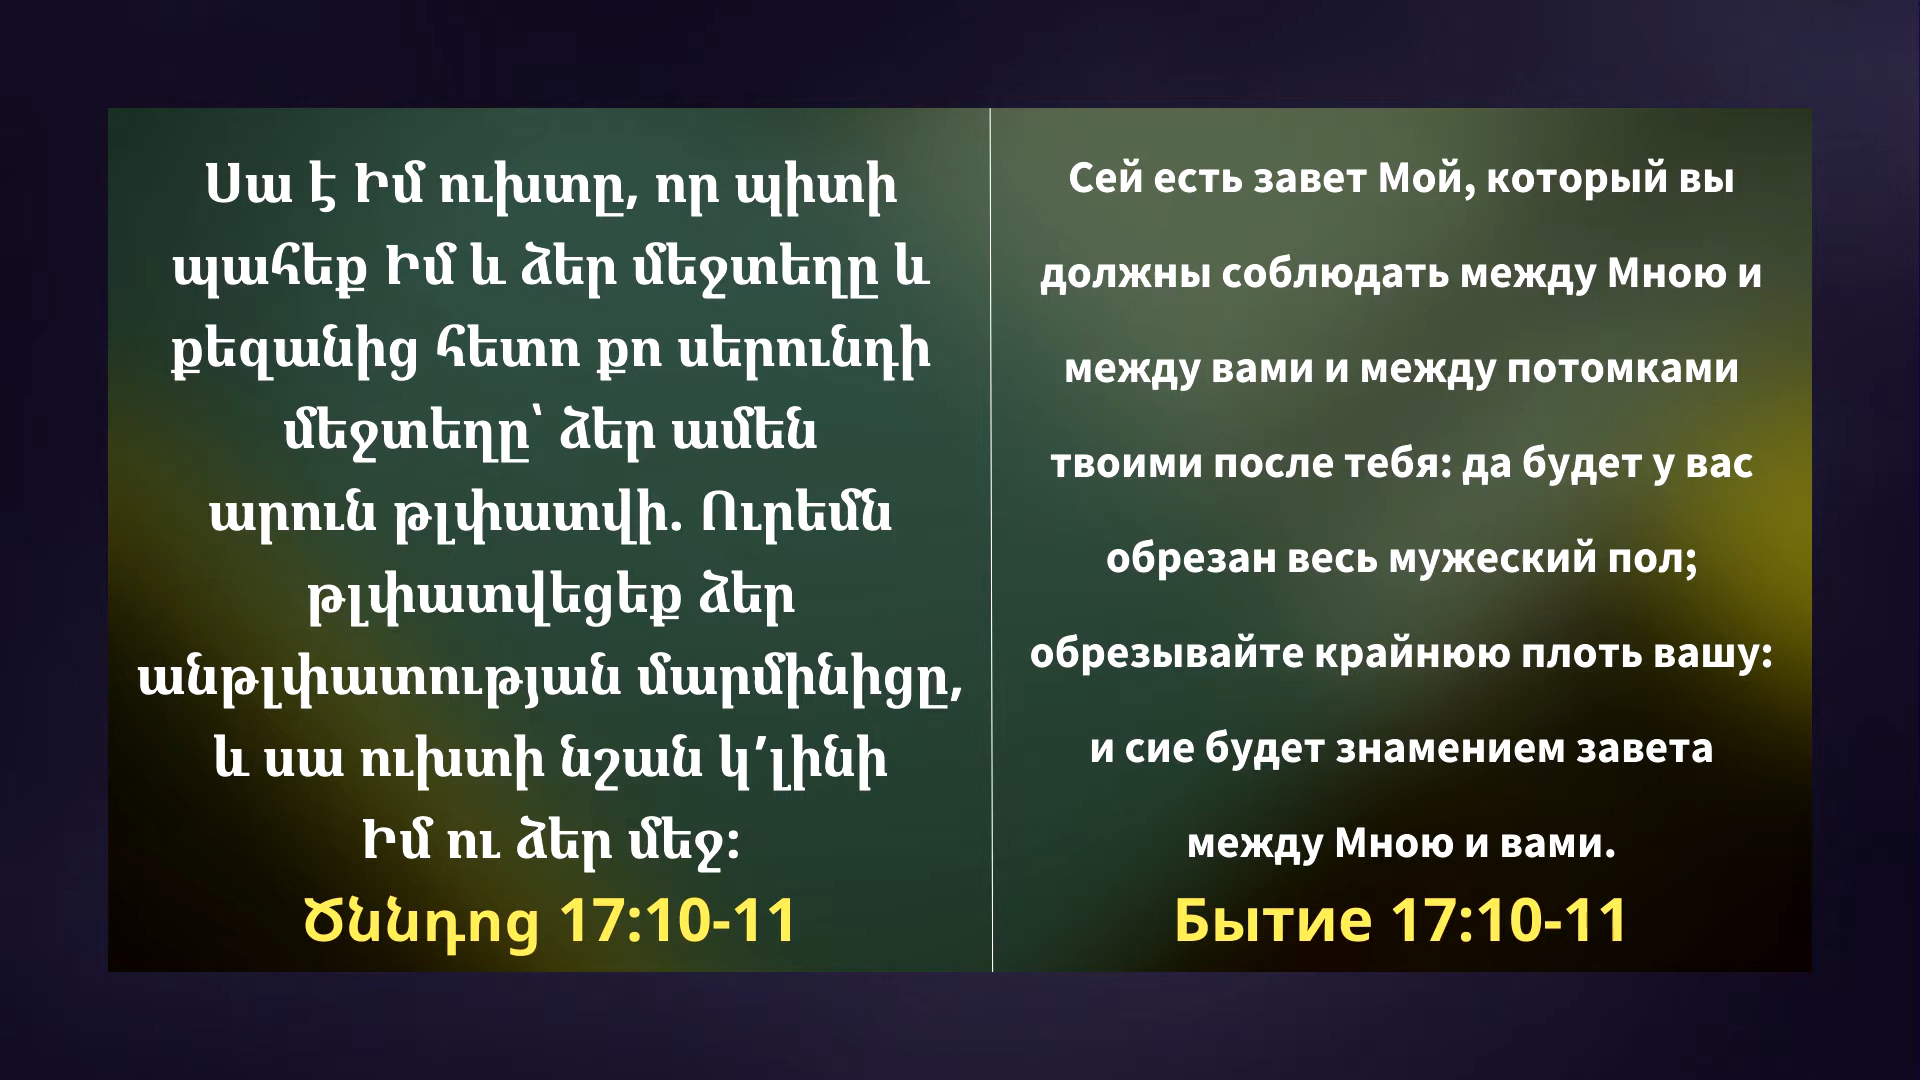 Սա է Իմ ուխտը, որ պիտի
պահեք Իմ և ձեր մեջտեղը և
քեզանից հետո քո սերունդի
մեջտեղը՝ ձեր ամեն
արուն թլփատվի. Ուրեմն
թլփատվեցեք ձեր
անթլփատության մարմինիցը,
և սա ուխտի նշան կ’լինի
Իմ ու ձեր մեջ:
Ծննդոց 17:10-11
Сей есть завет Мой, который вы
должны соблюдать между Мною и
между вами и между потомками
твоими после тебя: да будет у вас
обрезан весь мужеский пол;
обрезывайте крайнюю плоть вашу:
и сие будет знамением завета
между Мною и вами.
Бытие 17:10-11